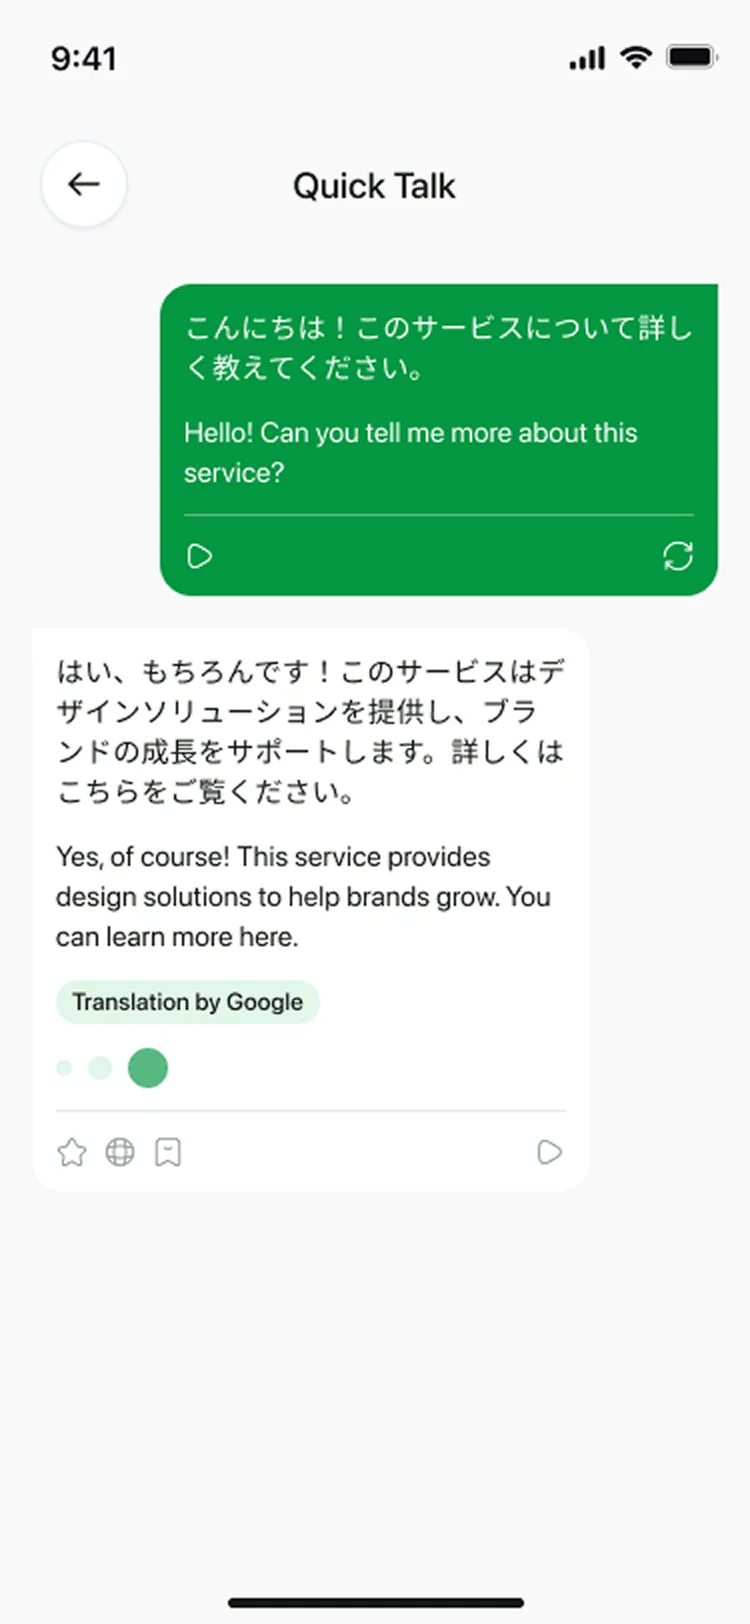 9:41
Quick Talk
こんにちは！このサービスについて詳し
く教えてください。
Hello! Can you tell me more about this
service?
はい、もちろんです！このサービスはデ
ザインソリューションを提供し、ブラ
ンドの成長をサポートします。詳しくは
こちらをご覧ください。
Yes, of course! This service provides
design solutions to help brands grow. You
can learn more here.
Translation by Google